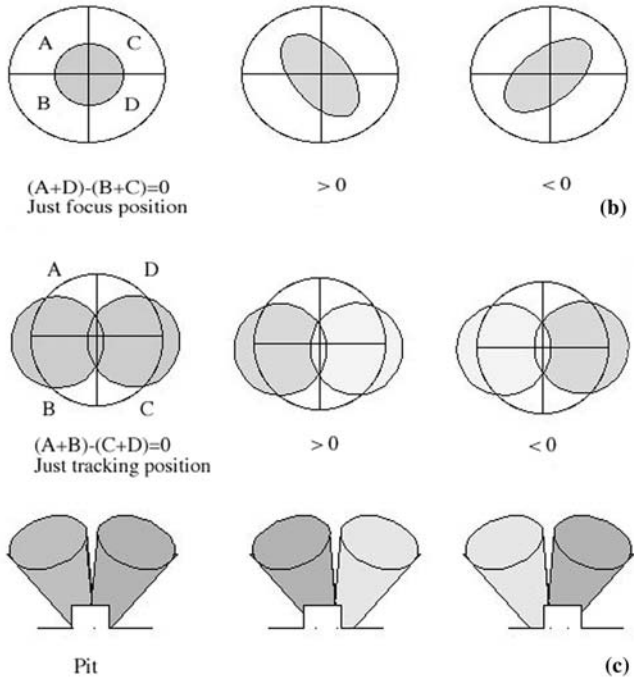 A C
B D
(A+D)-(B+C)=0 > 0 < 0
Just focus position (b)
A D
B C
(A+B)-(C+D)=0 > 0 < 0
Just tracking position
Pit (c)